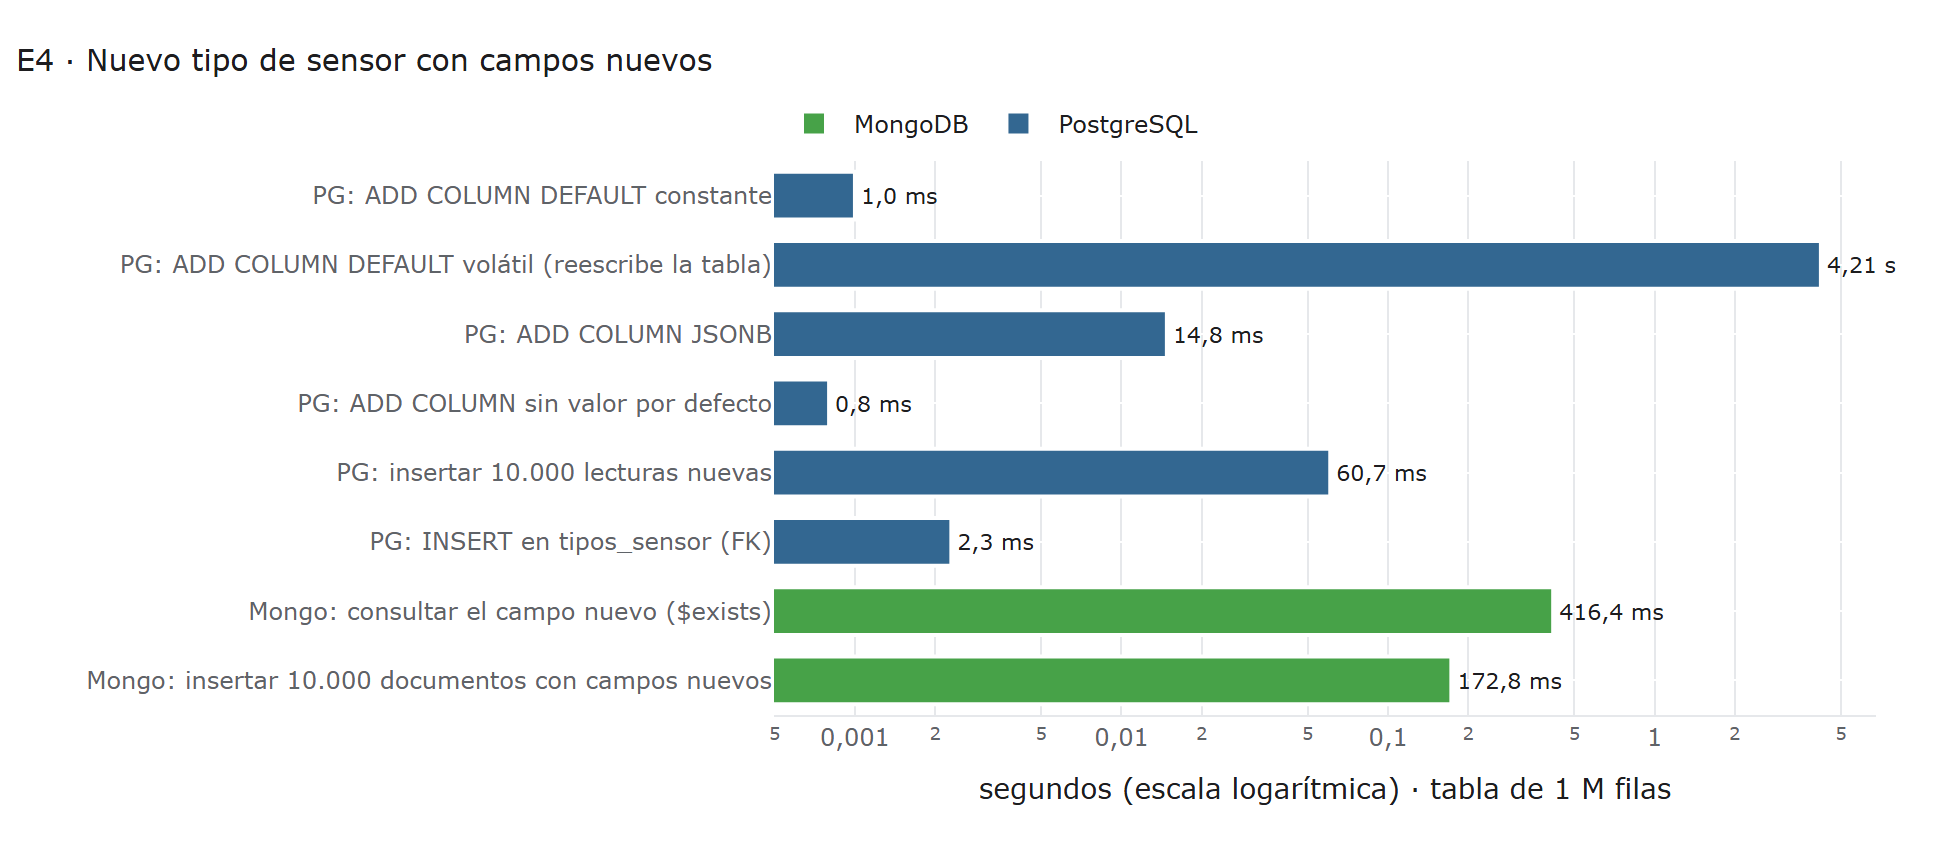 E4 · Nuevo tipo de sensor con campos nuevos
MongoDB PostgreSQL
PG: ADD COLUMN DEFAULT constante 1,0 ms
PG: ADD COLUMN DEFAULT volátil (reescribe la tabla) 4,21 s
PG: ADD COLUMN JSONB 14,8 ms
PG: ADD COLUMN sin valor por defecto 0,8 ms
PG: insertar 10.000 lecturas nuevas 60,7 ms
PG: INSERT en tipos_sensor (FK) 2,3 ms
Mongo: consultar el campo nuevo ($exists) 416,4 ms
Mongo: insertar 10.000 documentos con campos nuevos 172,8 ms
5 0,001 2 5 0,01 2 5 0,1 2 5 1 2 5
segundos (escala logarítmica) · tabla de 1 M filas